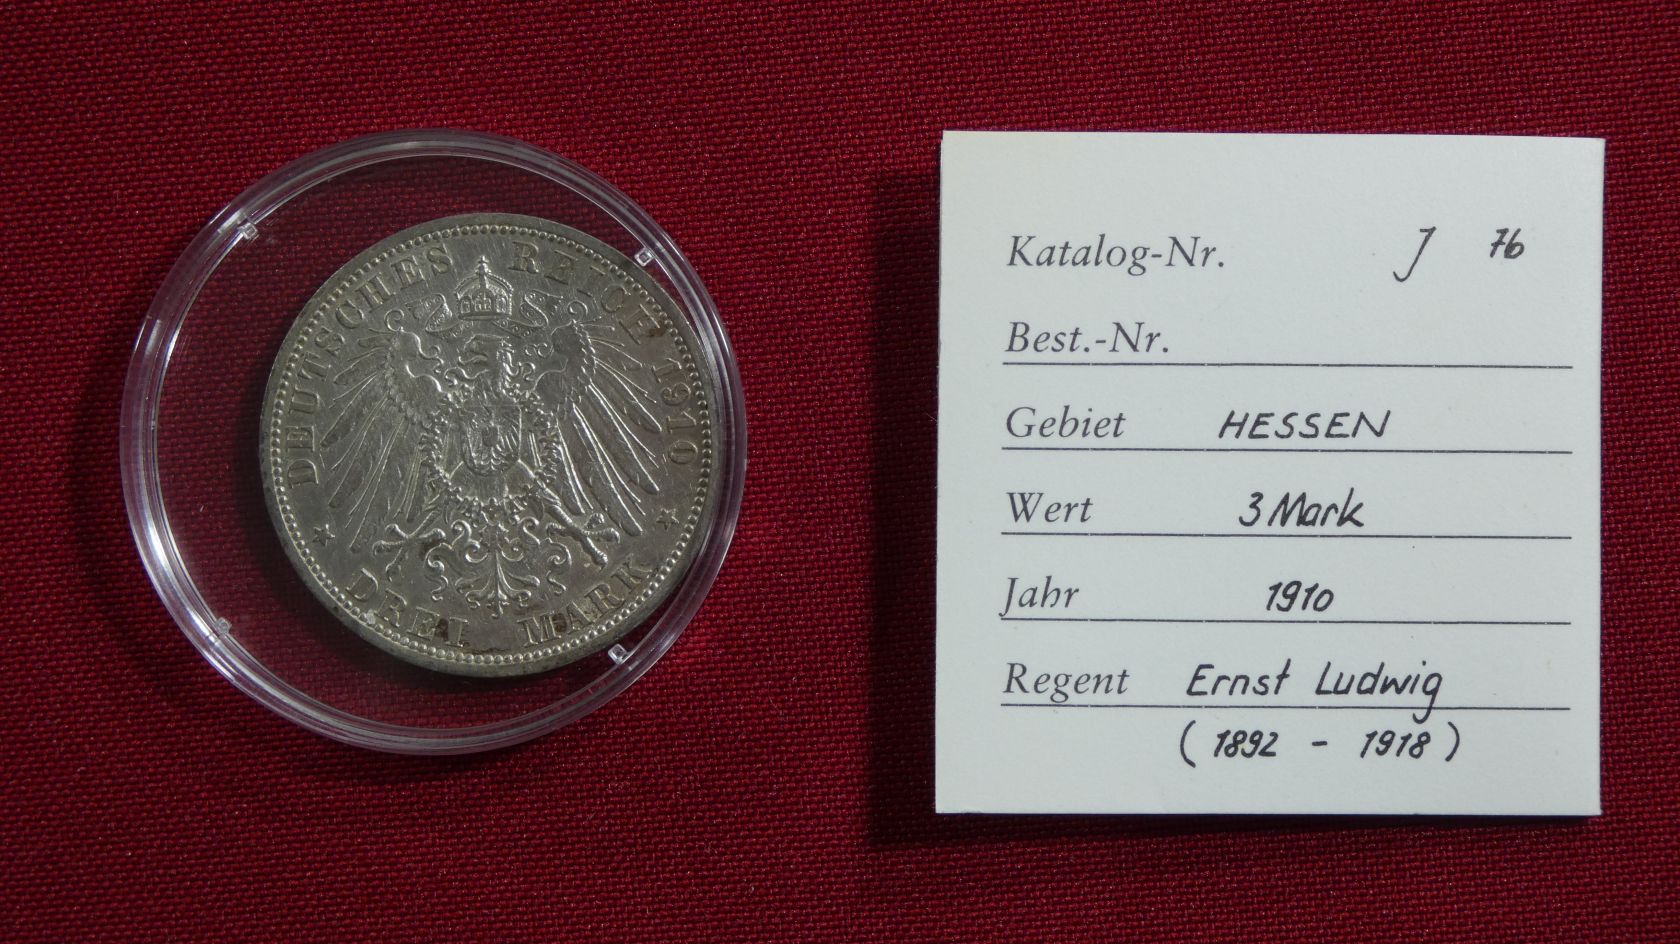 DEUTSCHES REICH 1910
DREI MARK
Katalog-Nr. J 76
Best.-Nr.
Gebiet HESSEN
Wert 3 Mark
Jahr 1910
Regent Ernst Ludwig
(1892 - 1918)